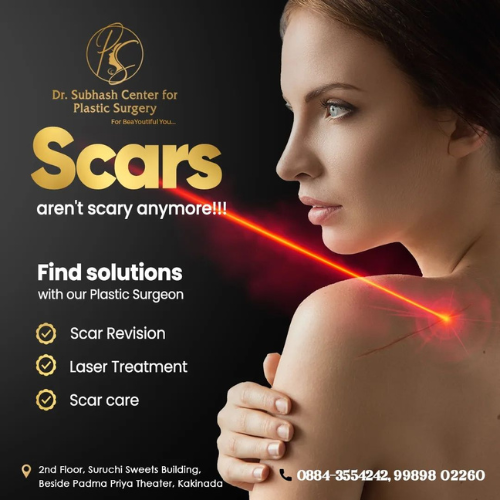 Dr. Subhash Center for
Plastic Surgery
For BeaYoutiful You...
Scars
aren't scary anymore!!!
Find solutions
with our Plastic Surgeon
Scar Revision
Laser Treatment
Scar care
2nd Floor, Suruchi Sweets Building,
Beside Padma Priya Theater, Kakinada
0884-3554242, 99898 02260